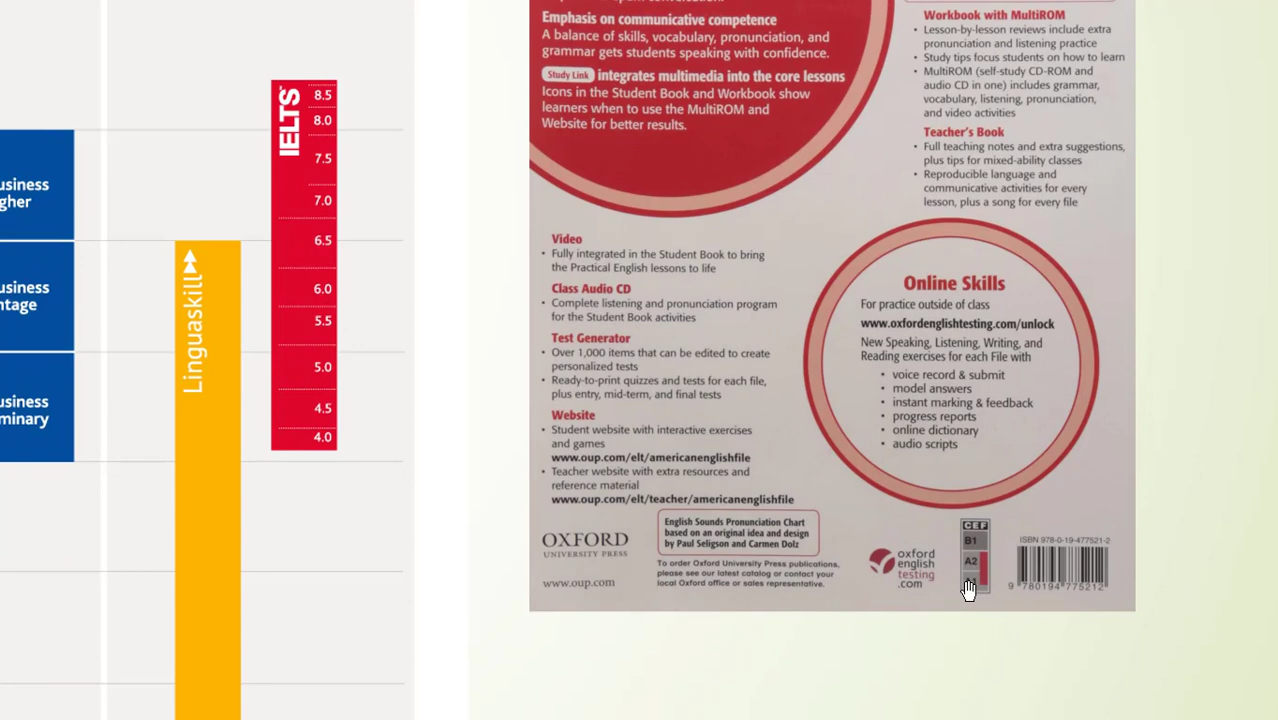 usiness
gher
usiness
ntage
usiness
minary
Linguaskill
IELTS
8.5
8.0
7.5
7.0
6.5
6.0
5.5
5.0
4.5
4.0
Emphasis on communicative competence
A balance of skills, vocabulary, pronunciation, and
grammar gets students speaking with confidence.
Study Link integrates multimedia into the core lessons
Icons in the Student Book and Workbook show
learners when to use the MultiROM and
Website for better results.
Workbook with MultiROM
• Lesson-by-lesson reviews include extra
pronunciation and listening practice
• Study tips focus students on how to learn
• MultiROM (self-study CD-ROM and
audio CD in one) includes grammar,
vocabulary, listening, pronunciation,
and video activities
Teacher's Book
• Full teaching notes and extra suggestions,
plus tips for mixed-ability classes
• Reproducible language and
communicative activities for every
lesson, plus a song for every file
Video
• Fully integrated in the Student Book to bring
the Practical English lessons to life
Class Audio CD
• Complete listening and pronunciation program
for the Student Book activities
Test Generator
• Over 1,000 items that can be edited to create
personalized tests
• Ready-to-print quizzes and tests for each file,
plus entry, mid-term, and final tests
Website
• Student website with interactive exercises
and games
www.oup.com/elt/americanenglishfile
• Teacher website with extra resources and
reference material
www.oup.com/elt/teacher/americanenglishfile
Online Skills
For practice outside of class
www.oxfordenglishtesting.com/unlock
New Speaking, Listening, Writing, and
Reading exercises for each File with
• voice record & submit
• model answers
• instant marking & feedback
• progress reports
• online dictionary
• audio scripts
OXFORD
UNIVERSITY PRESS
www.oup.com
English Sounds Pronunciation Chart
based on an original idea and design
by Paul Seligson and Carmen Dolz
To order Oxford University Press publications,
please see our latest catalog or contact your
local Oxford office or sales representative.
oxford
english
testing
.com
CEF
B1
A2
ISBN 978-0-19-477521-2
9 780194 775212